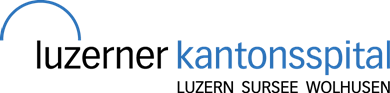 luzerner kantonsspital
LUZERN SURSEE WOLHUSEN